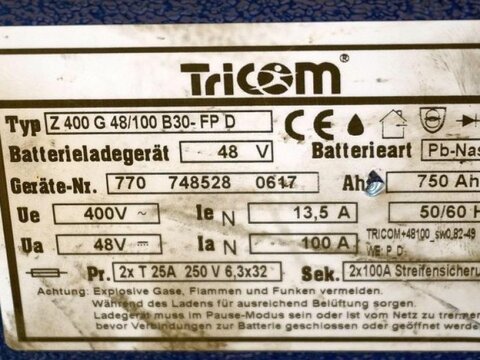 TriCOM®
Typ Z 400 G 48/100 B30- FP D CE
Batterieladegerät 48 V Batterieart Pb-Nas
Geräte-Nr. 770 748528 0617 Ah 750 Ah
Ue 400V ~ Ie N 13,5 A 50/60 H
Ua 48V Ia N 100 A TRICOM+48100_sw0,82-49
WE: P D
Pr. 2x T 25A 250 V 6,3x32 Sek. 2x100A Streifensicheru
Achtung: Explosive Gase, Flammen und Funken vermeiden.
Während des Ladens für ausreichend Belüftung sorgen.
Ladegerät muss im Pause-Modus sein oder ist vom Netz zu trenne
bevor Verbindungen zur Batterie geschlossen oder geöffnet werde